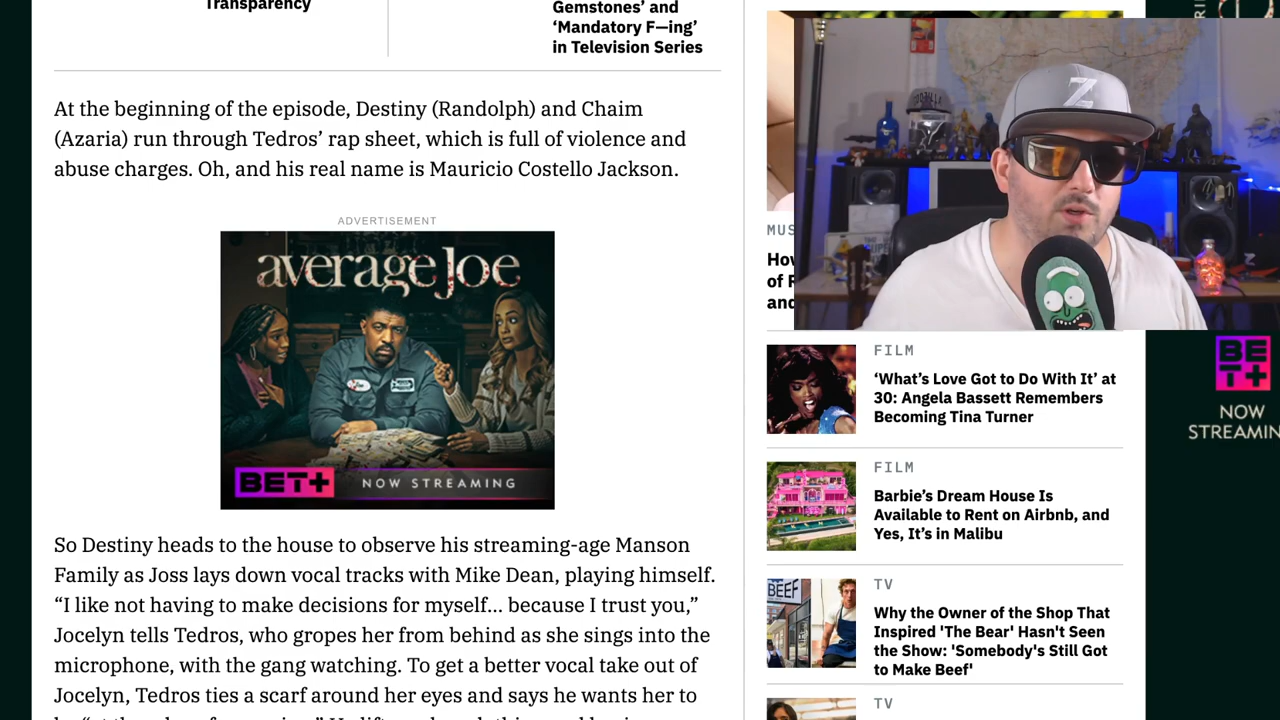 Transparency
Gemstones’ and
‘Mandatory F—ing’
in Television Series
At the beginning of the episode, Destiny (Randolph) and Chaim
(Azaria) run through Tedros’ rap sheet, which is full of violence and
abuse charges. Oh, and his real name is Mauricio Costello Jackson.
ADVERTISEMENT
average Joe
BET+ NOW STREAMING
So Destiny heads to the house to observe his streaming-age Manson
Family as Joss lays down vocal tracks with Mike Dean, playing himself.
“I like not having to make decisions for myself... because I trust you,”
Jocelyn tells Tedros, who gropes her from behind as she sings into the
microphone, with the gang watching. To get a better vocal take out of
Jocelyn, Tedros ties a scarf around her eyes and says he wants her to
MUS
How
of R
and
FILM
‘What’s Love Got to Do With It’ at
30: Angela Bassett Remembers
Becoming Tina Turner
FILM
Barbie’s Dream House Is
Available to Rent on Airbnb, and
Yes, It’s in Malibu
BEEF
TV
Why the Owner of the Shop That
Inspired 'The Bear' Hasn't Seen
the Show: 'Somebody's Still Got
to Make Beef'
TV
Z
BET+
NOW
STREAMIN